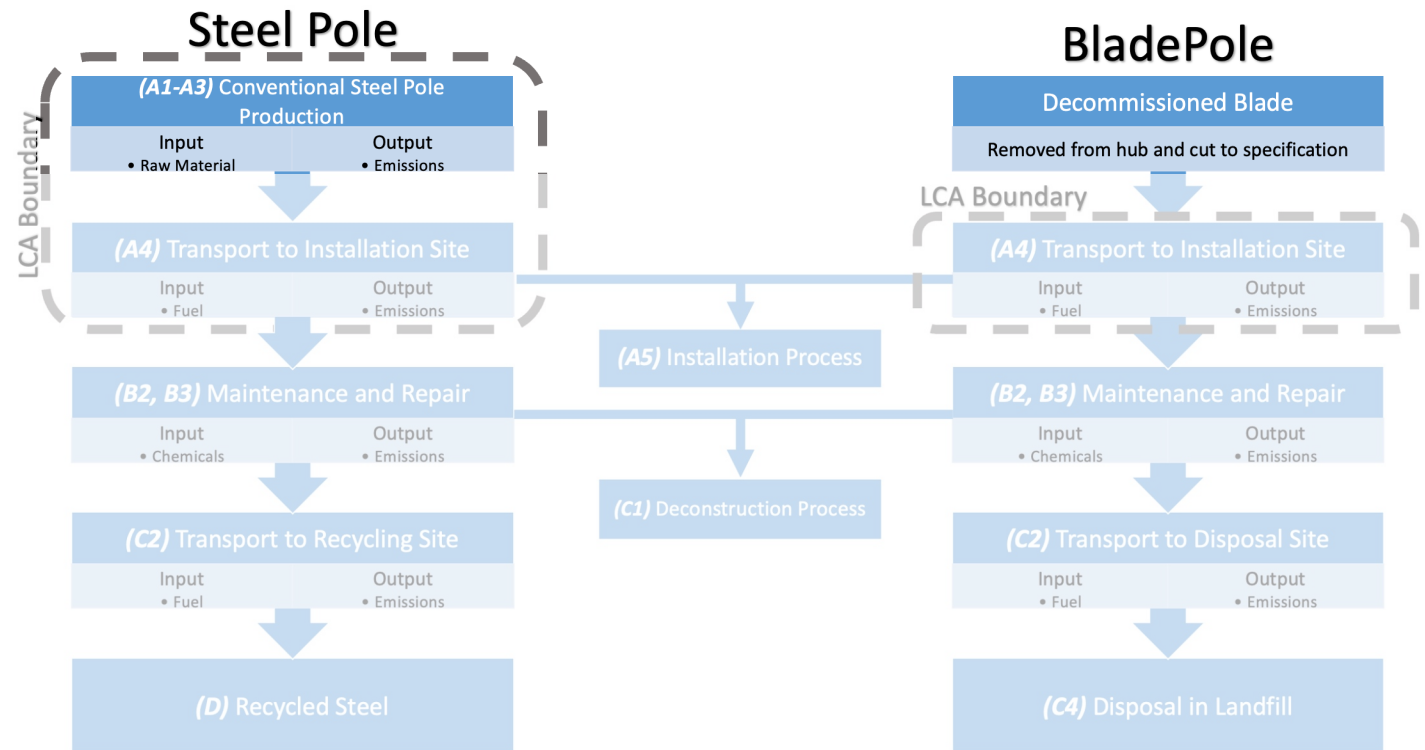 Steel Pole
(A1-A3) Conventional Steel Pole
Production
Input
• Raw Material
Output
• Emissions
LCA Boundary
(A4) Transport to Installation Site
Input
• Fuel
Output
• Emissions
(B2, B3) Maintenance and Repair
Input
• Chemicals
Output
• Emissions
(C2) Transport to Recycling Site
Input
• Fuel
Output
• Emissions
(D) Recycled Steel
(A5) Installation Process
(C1) Deconstruction Process
BladePole
Decommissioned Blade
Removed from hub and cut to specification
LCA Boundary
(A4) Transport to Installation Site
Input
• Fuel
Output
• Emissions
(B2, B3) Maintenance and Repair
Input
• Chemicals
Output
• Emissions
(C2) Transport to Disposal Site
Input
• Fuel
Output
• Emissions
(C4) Disposal in Landfill